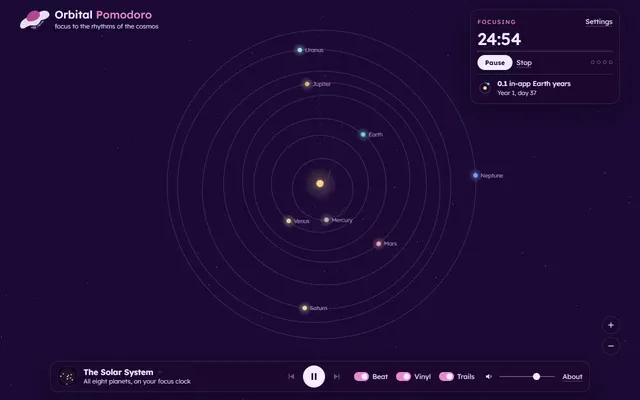 Orbital Pomodoro
focus to the rhythms of the cosmos
FOCUSING
Settings
24:54
Pause
Stop
0.1 in-app Earth years
Year 1, day 37
Uranus
Jupiter
Earth
Neptune
Venus
Mercury
Mars
Saturn
+
−
The Solar System
All eight planets, on your focus clock
Beat
Vinyl
Trails
About